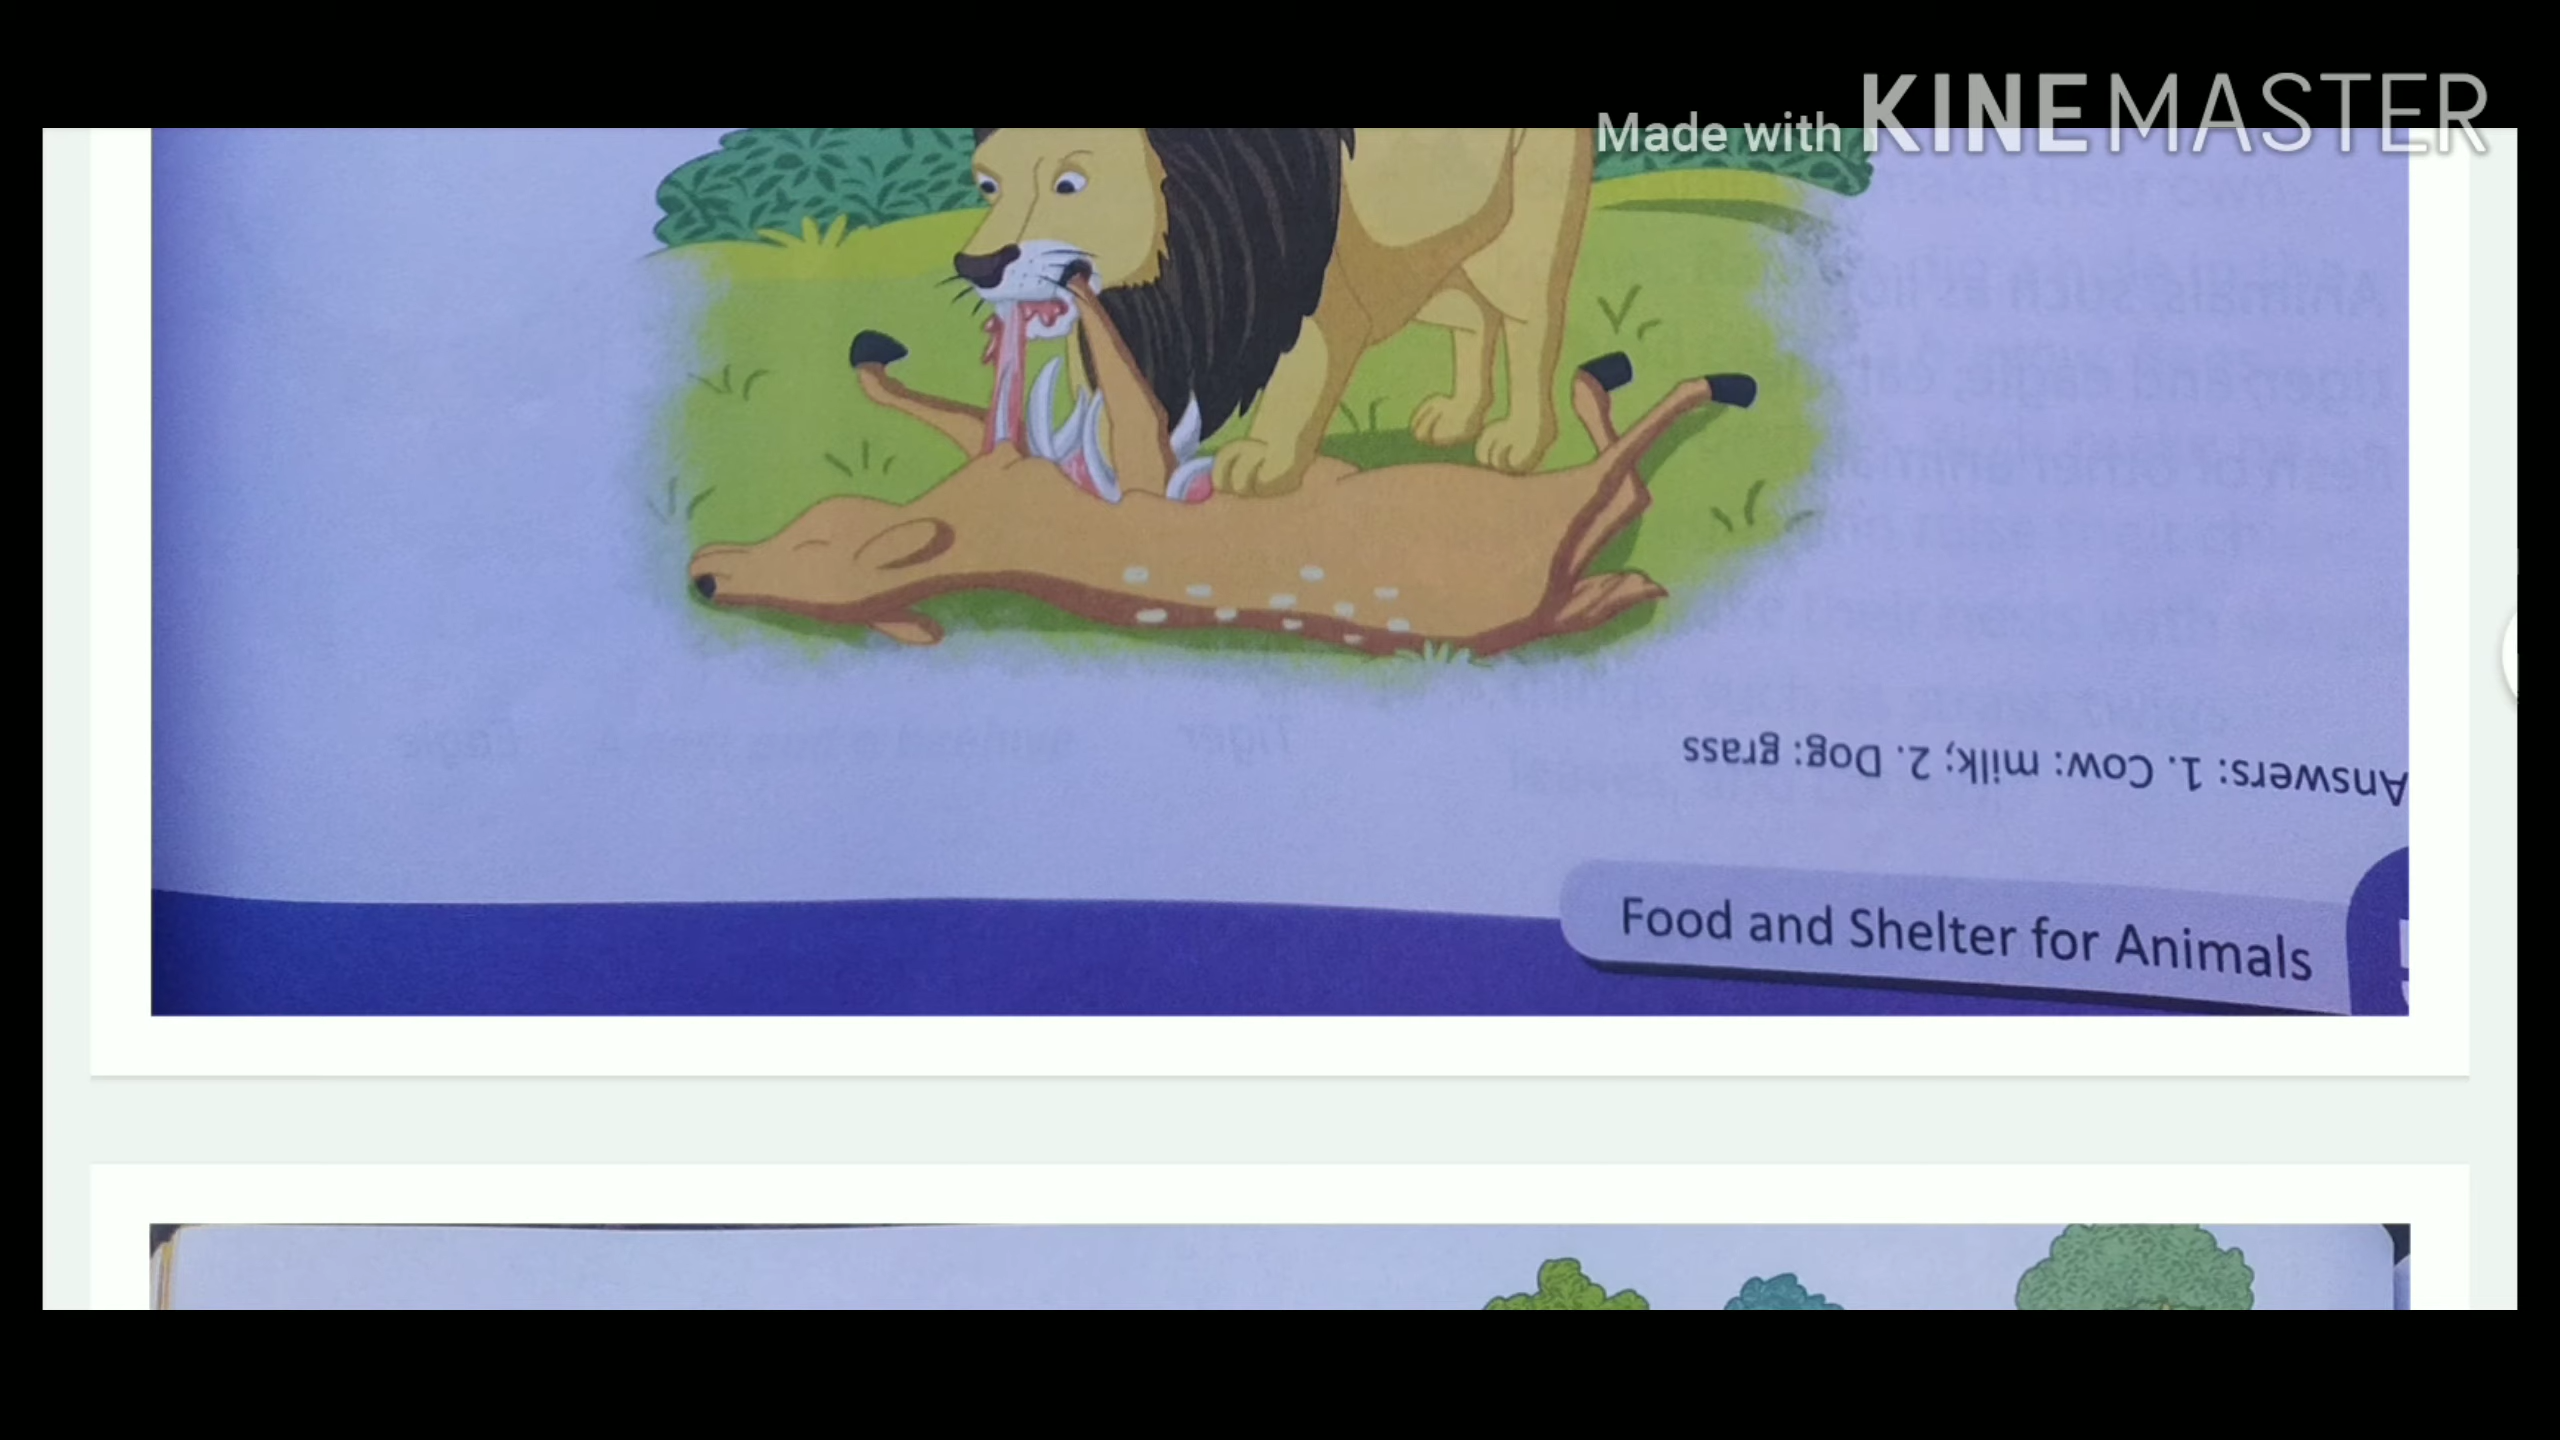 Made with KINEMASTER
Answers: 1. Cow: milk; 2. Dog: grass
Food and Shelter for Animals